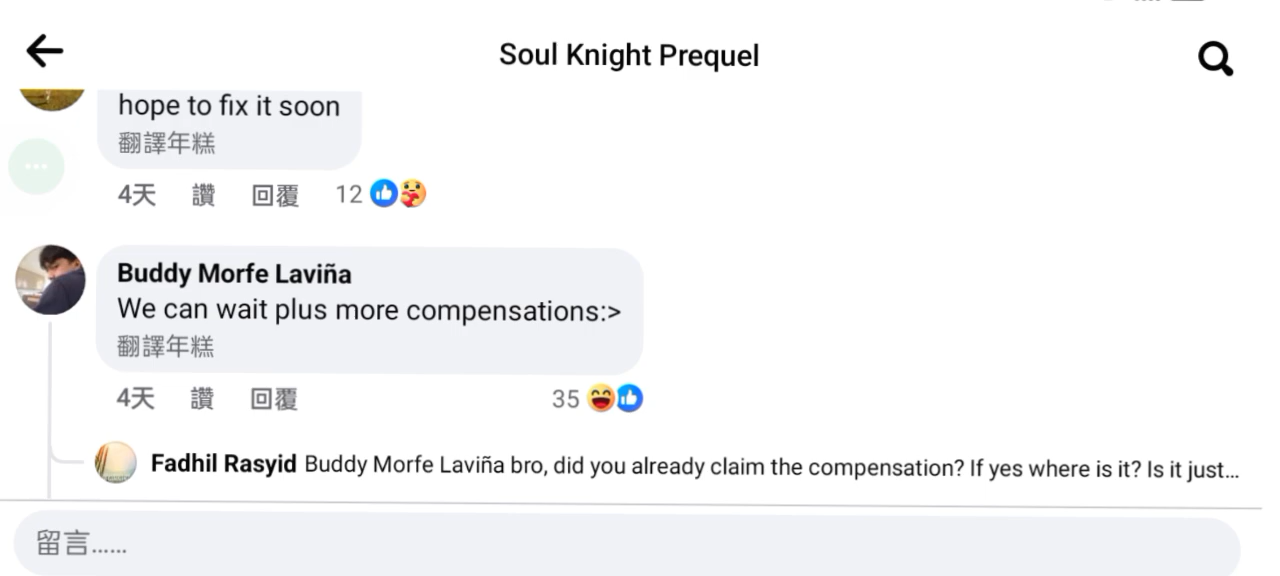 Soul Knight Prequel
hope to fix it soon
翻譯年糕
4天 讚 回覆 12
Buddy Morfe Laviña
We can wait plus more compensations:>
翻譯年糕
4天 讚 回覆 35
Fadhil Rasyid Buddy Morfe Laviña bro, did you already claim the compensation? If yes where is it? Is it just...
留言......